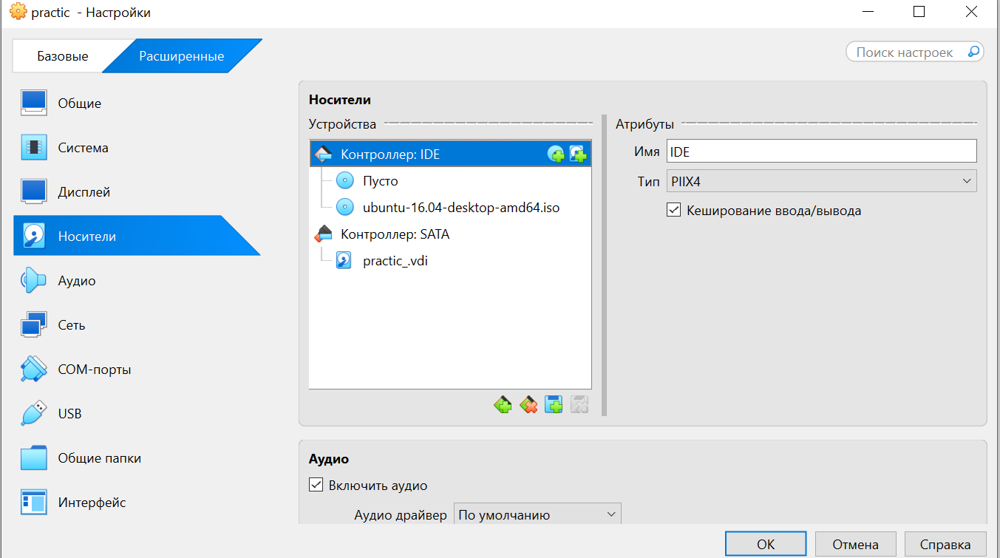 practic - Настройки
Базовые
Расширенные
Поиск настроек
Общие
Система
Дисплей
Носители
Аудио
Сеть
COM-порты
USB
Общие папки
Интерфейс
Носители
Устройства
Контроллер: IDE
Пусто
ubuntu-16.04-desktop-amd64.iso
Контроллер: SATA
practic_.vdi
Атрибуты
Имя IDE
Тип PIIX4
Кеширование ввода/вывода
Аудио
Включить аудио
Аудио драйвер По умолчанию
OK
Отмена
Справка